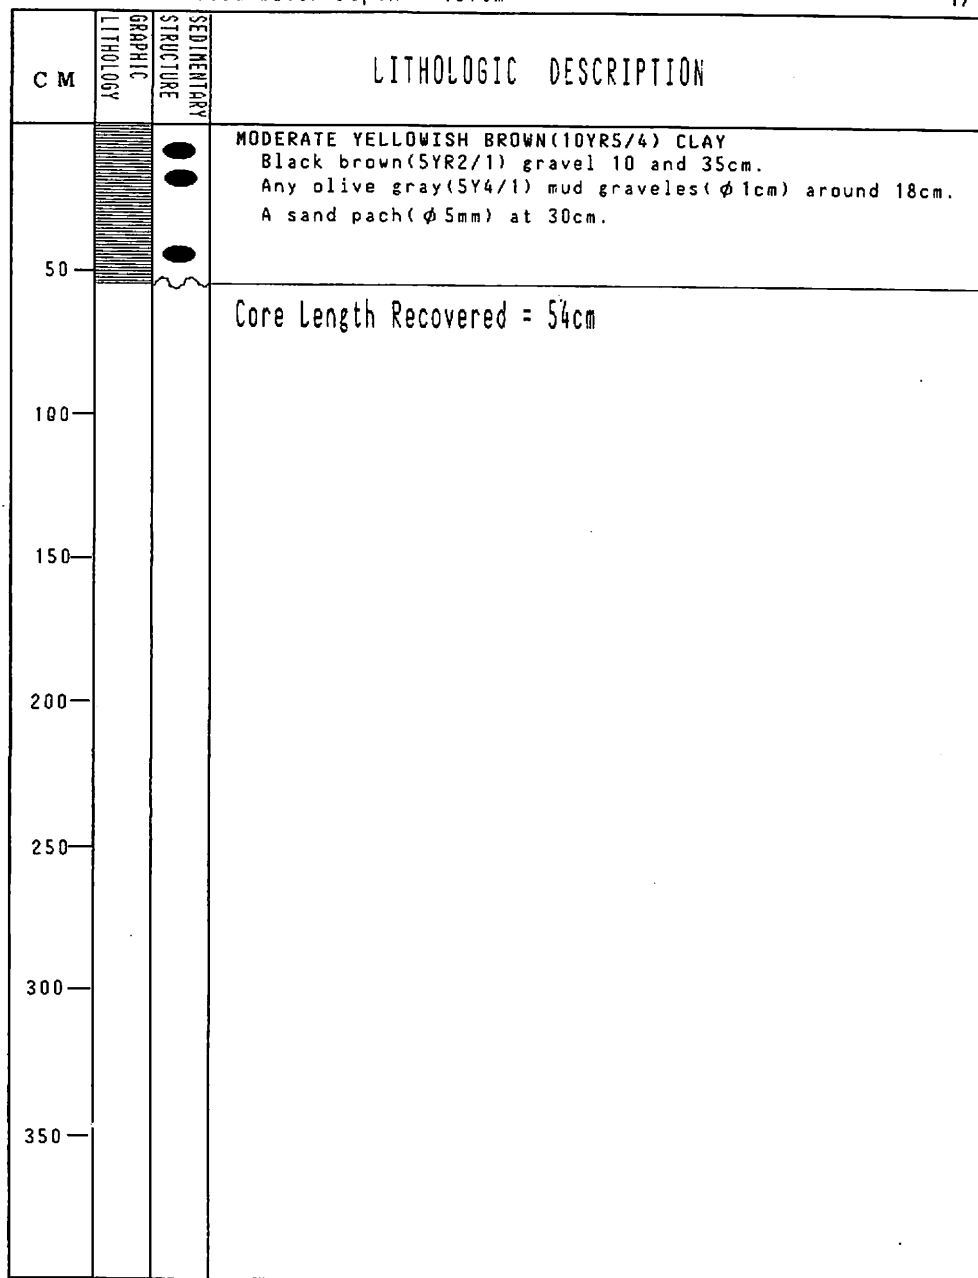 CM
GRAPHIC LITHOLOGY
SEDIMENTARY STRUCTURE
LITHOLOGIC DESCRIPTION
MODERATE YELLOWISH BROWN(10YR5/4) CLAY
Black brown(5YR2/1) gravel 10 and 35cm.
Any olive gray(5Y4/1) mud graveles(φ1cm) around 18cm.
A sand pach(φ5mm) at 30cm.
50
Core Length Recovered = 54cm
100
150
200
250
300
350